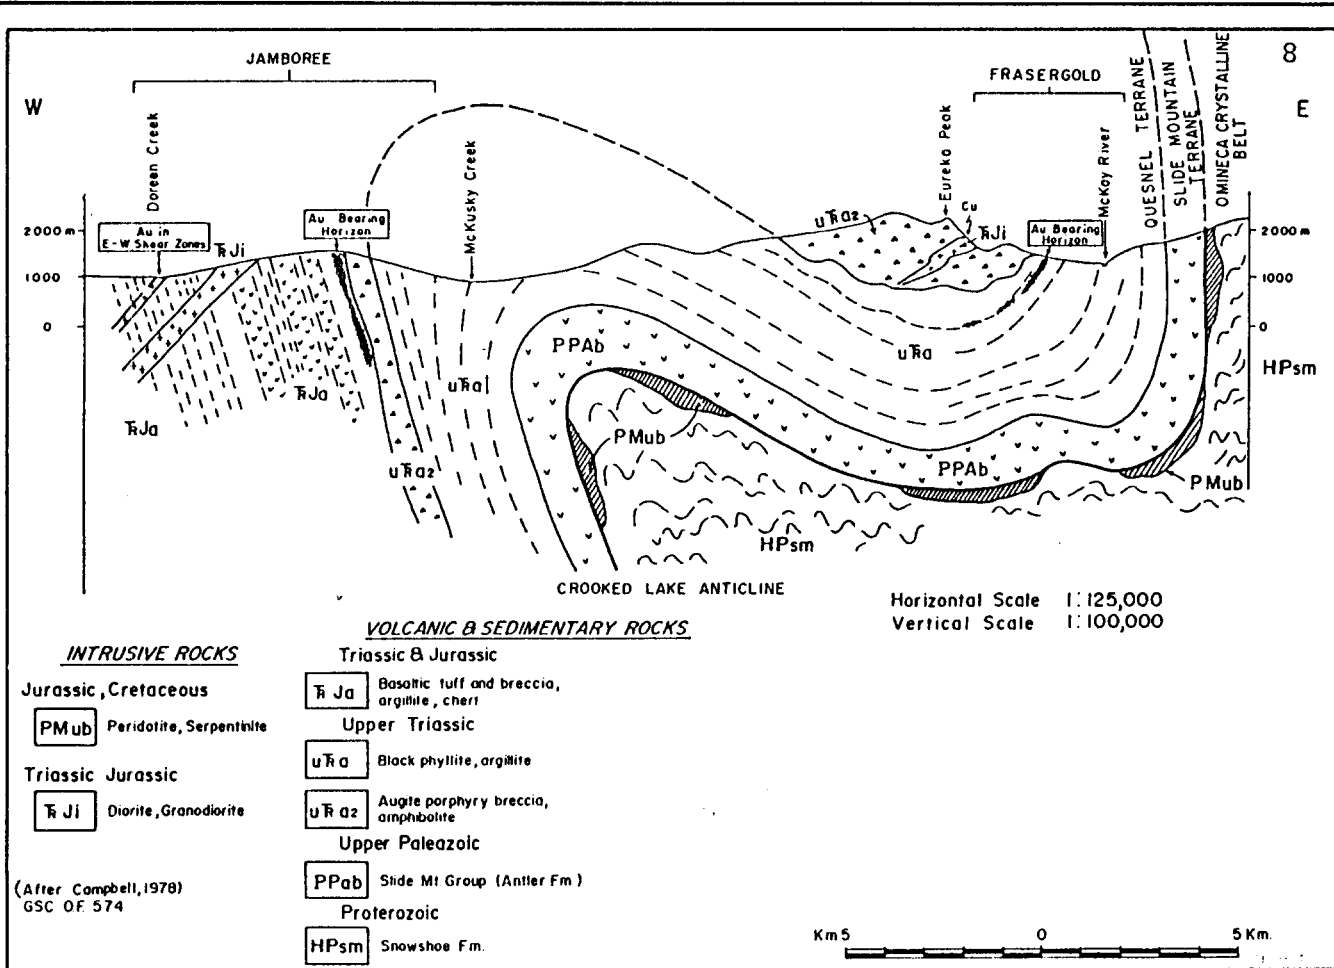 JAMBOREE
8
W
FRASERGOLD
E
QUESNEL TERRANE
SLIDE MOUNTAIN
TERRANE
OMINECA CRYSTALLINE
BELT
Doreen Creek
McKusky Creek
Eureka Peak
Cu
McKay River
2000 m
1000
0
Au in
E-W Shear Zones
Au Bearing
Horizon
Au Bearing
Horizon
2000 m
1000
0
TRJi
uTRa2
TRJi
TRJa
TRJa
uTRa
uTRa2
PPAb
uTRa
PMub
PPAb
PMub
HPsm
HPsm
CROOKED LAKE ANTICLINE
Horizontal Scale 1:125,000
Vertical Scale 1:100,000
INTRUSIVE ROCKS
Jurassic, Cretaceous
PMub Peridotite, Serpentinite
Triassic Jurassic
TRJi Diorite, Granodiorite
(After Campbell, 1978)
GSC O.F. 574
VOLCANIC & SEDIMENTARY ROCKS
Triassic & Jurassic
TRJa Basaltic tuff and breccia,
argillite, chert
Upper Triassic
uTRa Black phyllite, argillite
uTRa2 Augite porphyry breccia,
amphibolite
Upper Paleazoic
PPab Slide Mt. Group (Antler Fm)
Proterozoic
HPsm Snowshoe Fm.
Km 5 0 5 Km.